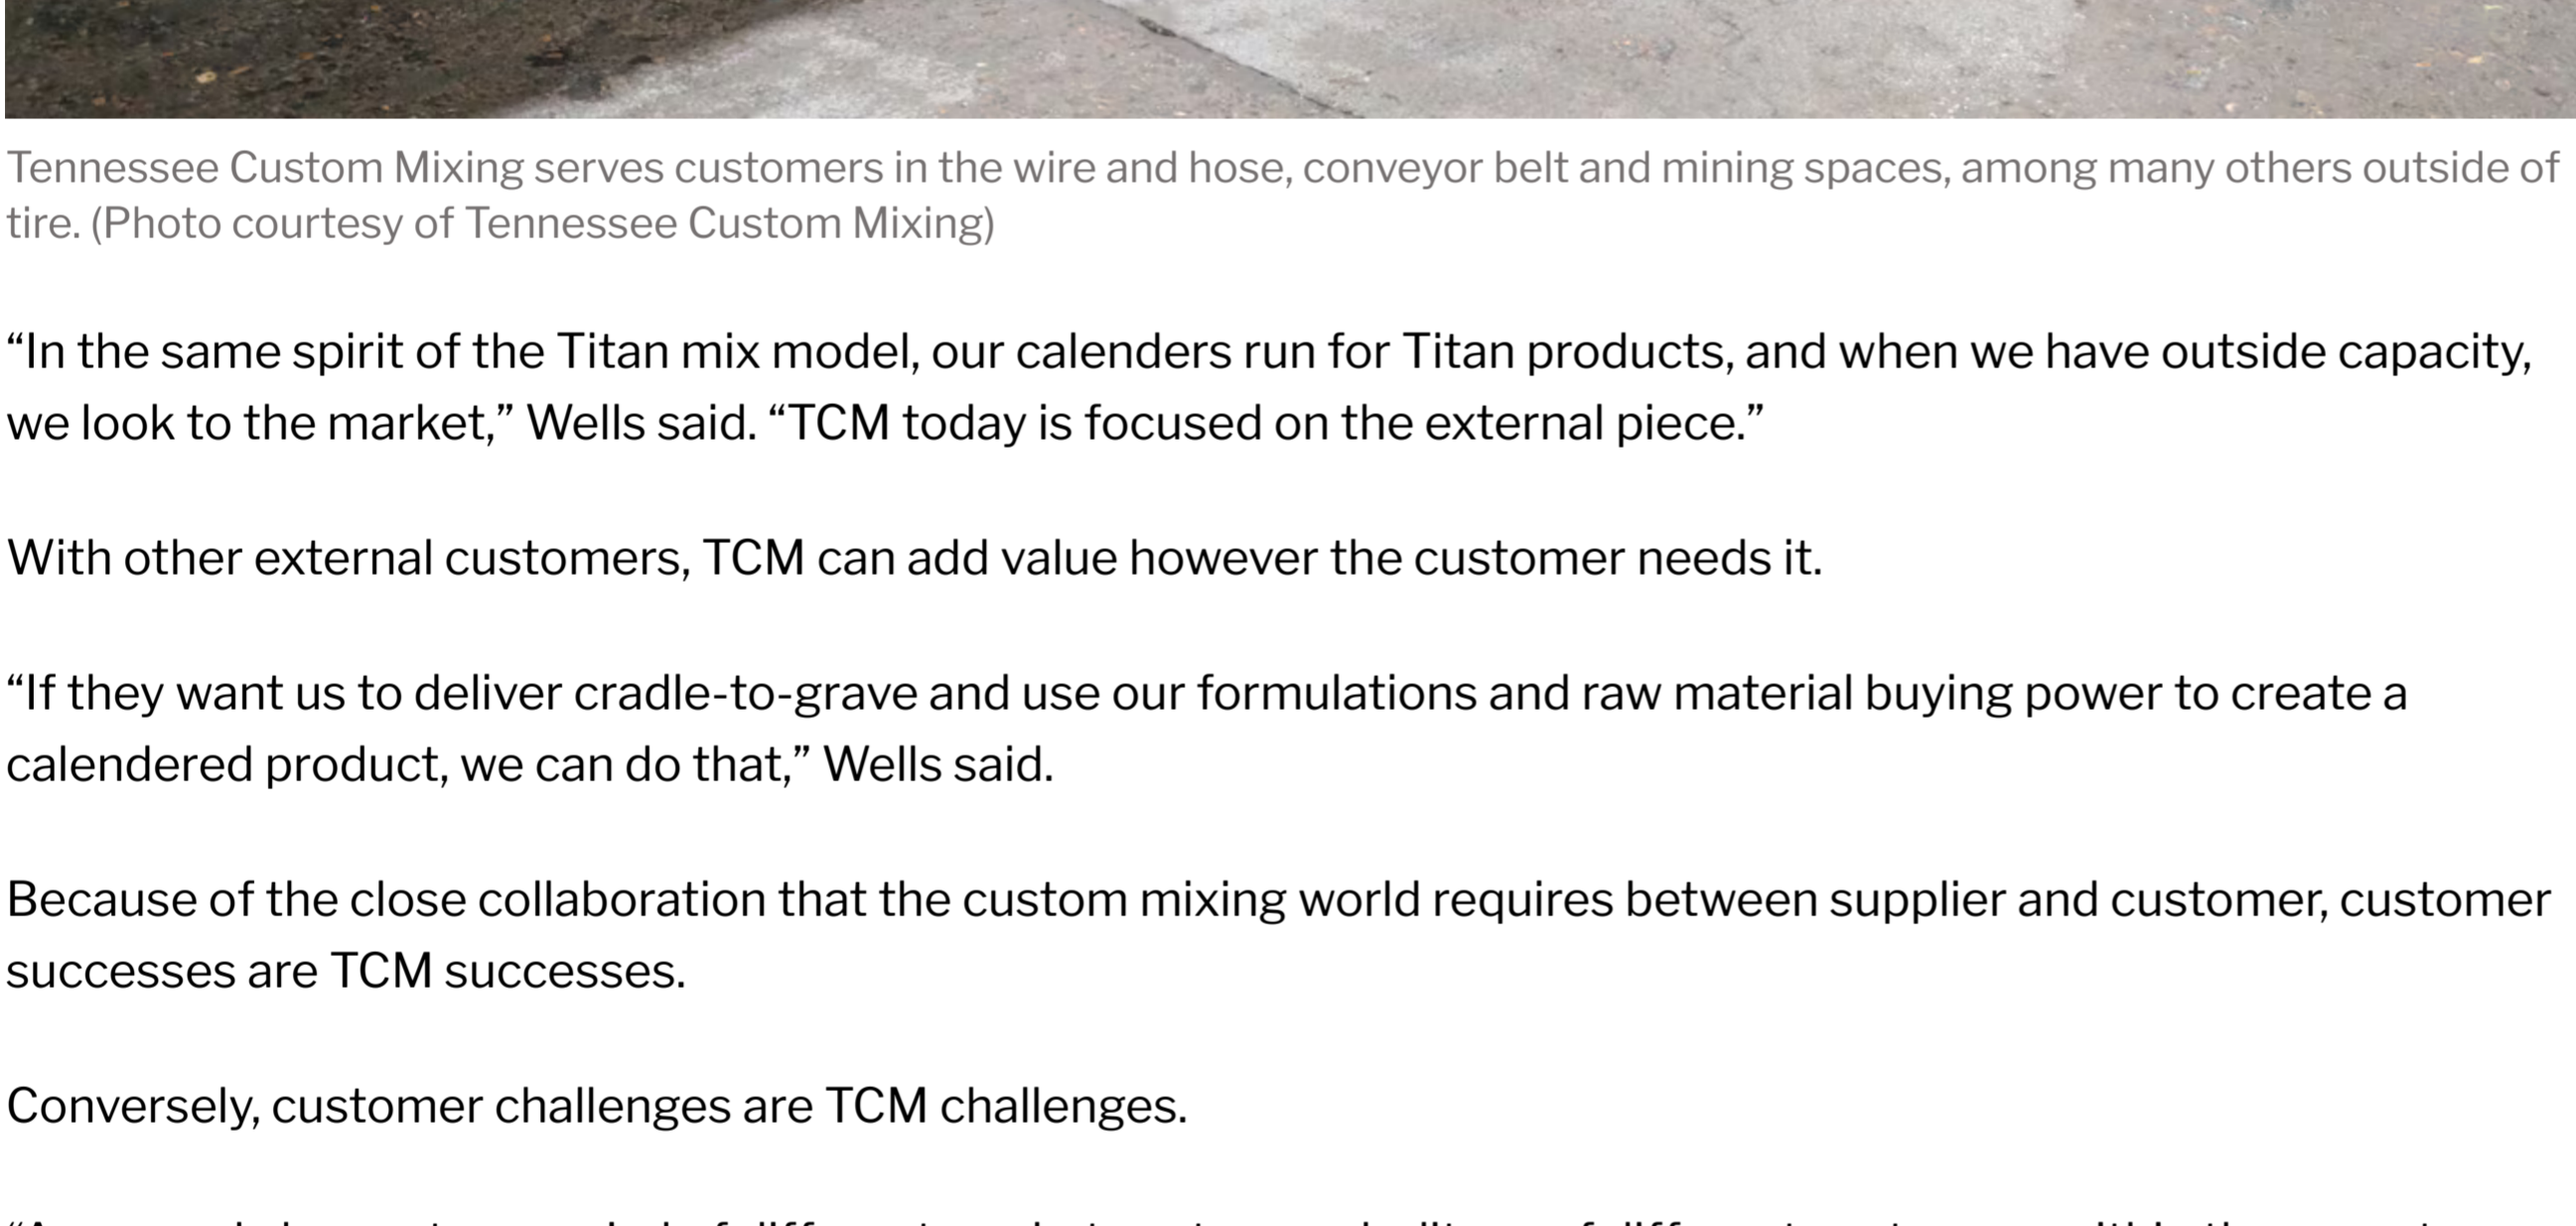 Tennessee Custom Mixing serves customers in the wire and hose, conveyor belt and mining spaces, among many others outside of
tire. (Photo courtesy of Tennessee Custom Mixing)
“In the same spirit of the Titan mix model, our calenders run for Titan products, and when we have outside capacity,
we look to the market,” Wells said. “TCM today is focused on the external piece.”
With other external customers, TCM can add value however the customer needs it.
“If they want us to deliver cradle-to-grave and use our formulations and raw material buying power to create a
calendered product, we can do that,” Wells said.
Because of the close collaboration that the custom mixing world requires between supplier and customer, customer
successes are TCM successes.
Conversely, customer challenges are TCM challenges.